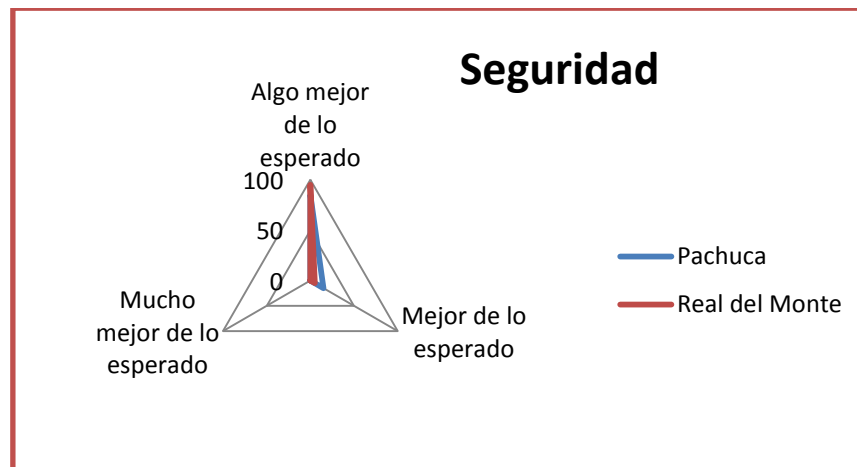 Seguridad
Algo mejor
de lo
esperado
100
50
0
Mucho
mejor de lo
esperado
Mejor de lo
esperado
Pachuca
Real del Monte